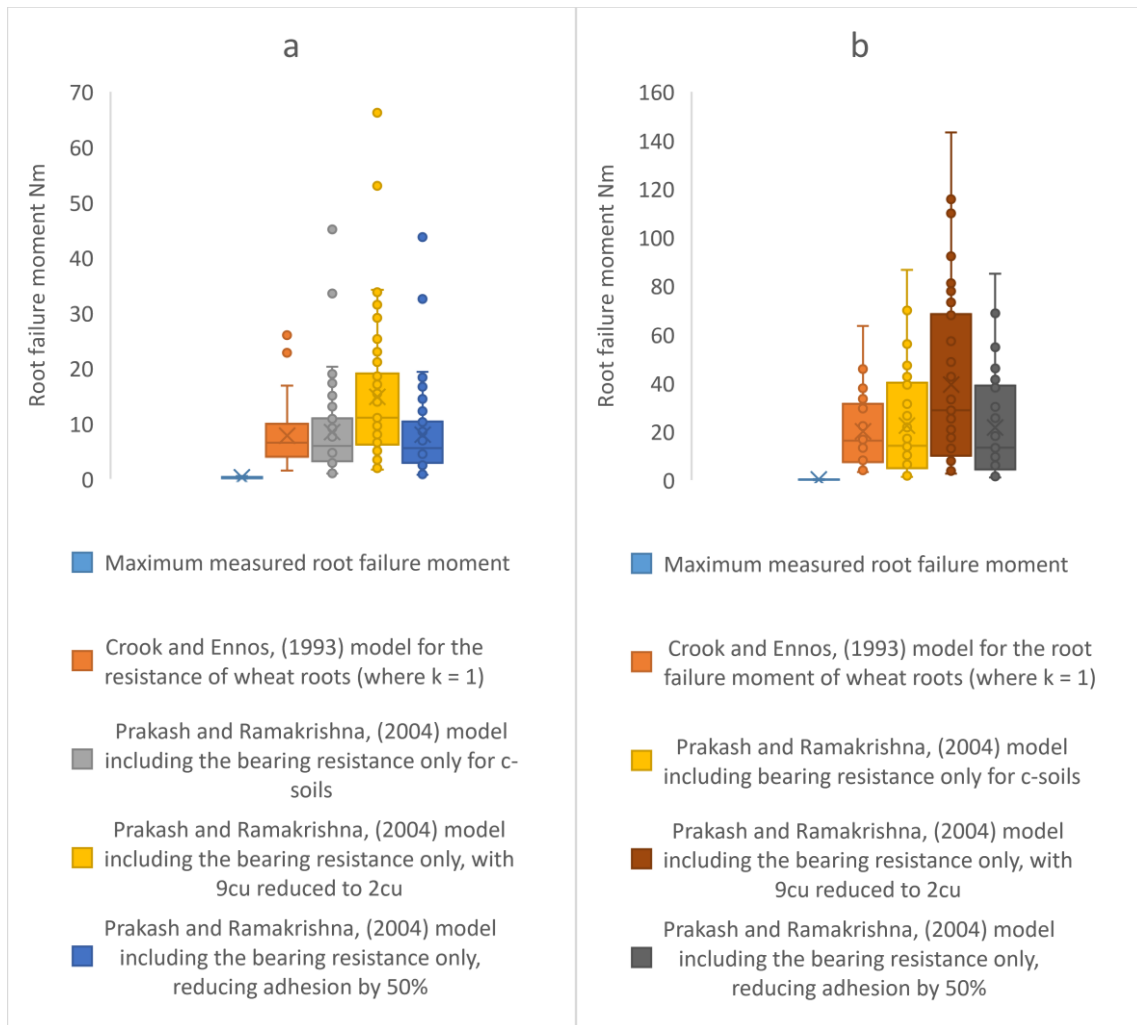 a
70
60
50
40
30
20
10
0
Root failure moment Nm
Maximum measured root failure moment
Crook and Ennos, (1993) model for the
resistance of wheat roots (where k = 1)
Prakash and Ramakrishna, (2004) model
including the bearing resistance only for c-
soils
Prakash and Ramakrishna, (2004) model
including the bearing resistance only, with
9cu reduced to 2cu
Prakash and Ramakrishna, (2004) model
including the bearing resistance only,
reducing adhesion by 50%
b
160
140
120
100
80
60
40
20
0
Root failure moment Nm
Maximum measured root failure moment
Crook and Ennos, (1993) model for the root
failure moment of wheat roots (where k = 1)
Prakash and Ramakrishna, (2004) model
including bearing resistance only for c-soils
Prakash and Ramakrishna, (2004) model
including the bearing resistance only, with
9cu reduced to 2cu
Prakash and Ramakrishna, (2004) model
including the bearing resistance only,
reducing adhesion by 50%